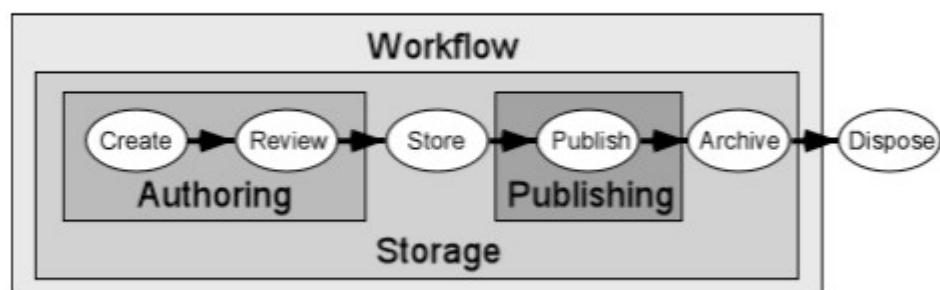 Workflow
Create Review Store Publish Archive Dispose
Authoring Publishing
Storage